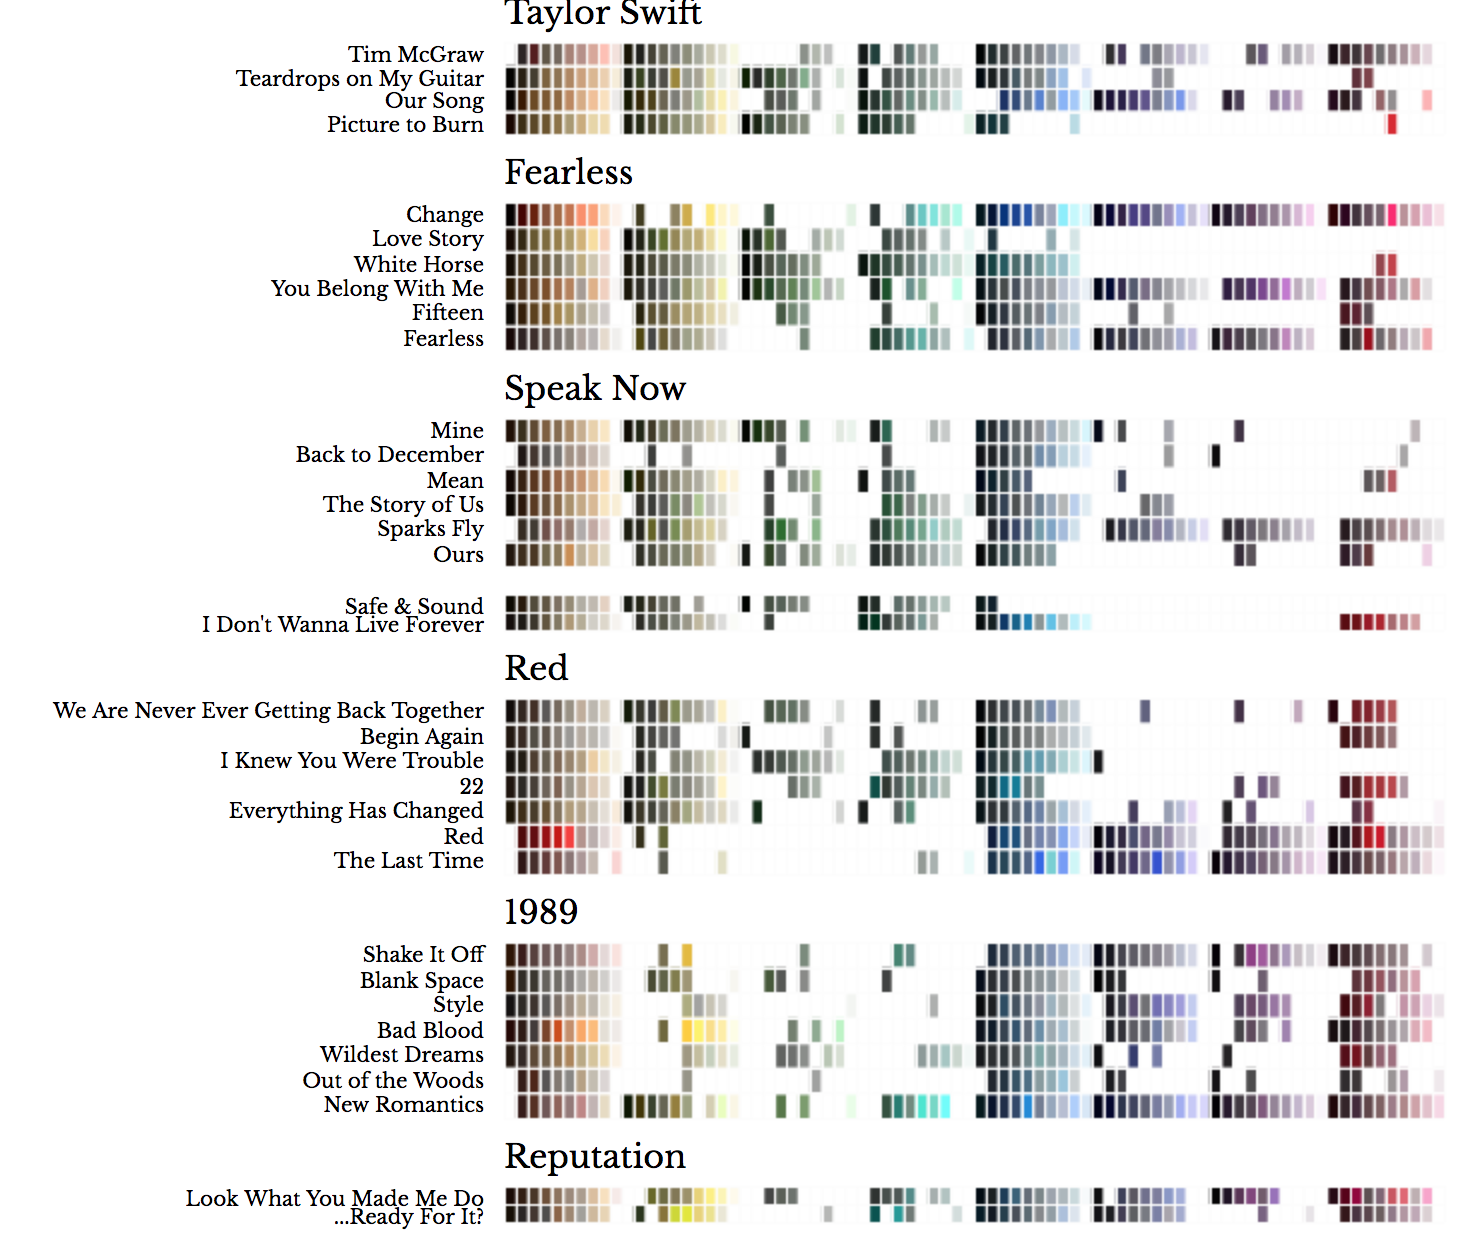 Taylor Swift
Tim McGraw
Teardrops on My Guitar
Our Song
Picture to Burn
Fearless
Change
Love Story
White Horse
You Belong With Me
Fifteen
Fearless
Speak Now
Mine
Back to December
Mean
The Story of Us
Sparks Fly
Ours
Safe & Sound
I Don't Wanna Live Forever
Red
We Are Never Ever Getting Back Together
Begin Again
I Knew You Were Trouble
22
Everything Has Changed
Red
The Last Time
1989
Shake It Off
Blank Space
Style
Bad Blood
Wildest Dreams
Out of the Woods
New Romantics
Reputation
Look What You Made Me Do
...Ready For It?